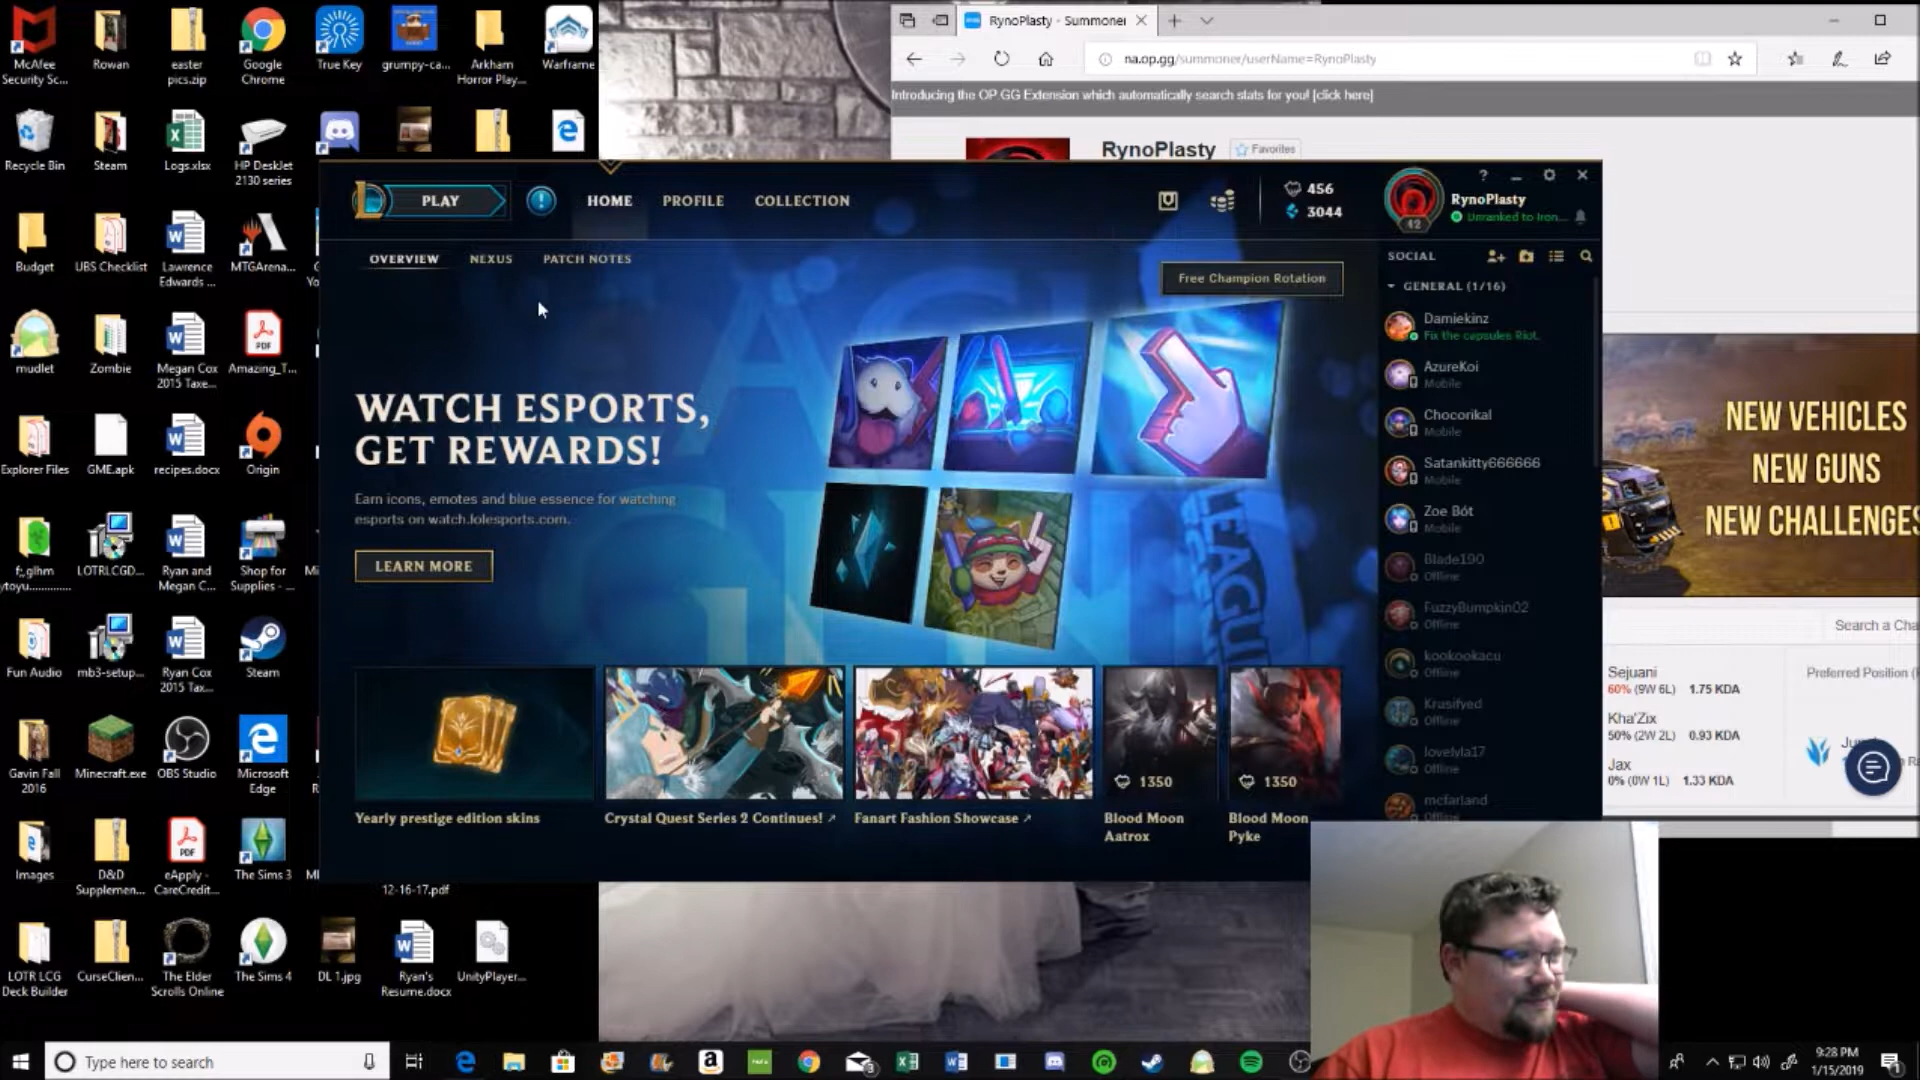 McAfee Security Sc...
Rowan
easter pics.zip
Google Chrome
True Key
grumpy-ca...
Arkham Horror Play...
Warframe
Recycle Bin
Steam
Logs.xlsx
HP DeskJet 2130 series
Budget
UBS Checklist
Lawrence Edwards ...
MTGArena...
mudlet
Zombie
Megan Cox 2015 Taxe...
Amazing_T...
Explorer Files
GME.apk
recipes.docx
Origin
LOTRLCGD...
Ryan and Megan C...
Shop for Supplies -...
Fun Audio
mb3-setup...
Ryan Cox 2015 Tax...
Steam
Gavin Fall 2016
Minecraft.exe
OBS Studio
Microsoft Edge
Images
D&D Supplemen...
eApply - CareCredit...
The Sims 3
12-16-17.pdf
LOTR LCG Deck Builder
CurseClien...
The Elder Scrolls Online
The Sims 4
DL 1.jpg
Ryan's Resume.docx
UnityPlayer...
RynoPlasty - Summoner
na.op.gg/summoner/userName=RynoPlasty
Introducing the OP.GG Extension which automatically search stats for you! [click here]
RynoPlasty
Favorites
PLAY
HOME
PROFILE
COLLECTION
456
3044
42
RynoPlasty
Unranked to Iron...
OVERVIEW
NEXUS
PATCH NOTES
Free Champion Rotation
WATCH ESPORTS,
GET REWARDS!
Earn icons, emotes and blue essence for watching
esports on watch.lolesports.com.
LEARN MORE
Yearly prestige edition skins
Crystal Quest Series 2 Continues!
Fanart Fashion Showcase
1350
Blood Moon
Aatrox
1350
Blood Moon
Pyke
SOCIAL
GENERAL (1/16)
Damiekinz
Fix the capsules Riot.
AzureKoi
Mobile
Chocorikal
Mobile
Satankitty666666
Mobile
Zoe Bót
Mobile
Blade190
Offline
FuzzyBumpkin02
Offline
kookookacu
Offline
Krusifyed
Offline
lovelyla17
Offline
mcfarland
Offline
NEW VEHICLES
NEW GUNS
NEW CHALLENGES
Search a Cha
Preferred Position (
Sejuani
60% (9W 6L) 1.75 KDA
Kha'Zix
50% (2W 2L) 0.93 KDA
Jax
0% (0W 1L) 1.33 KDA
Type here to search
9:28 PM
1/15/2019